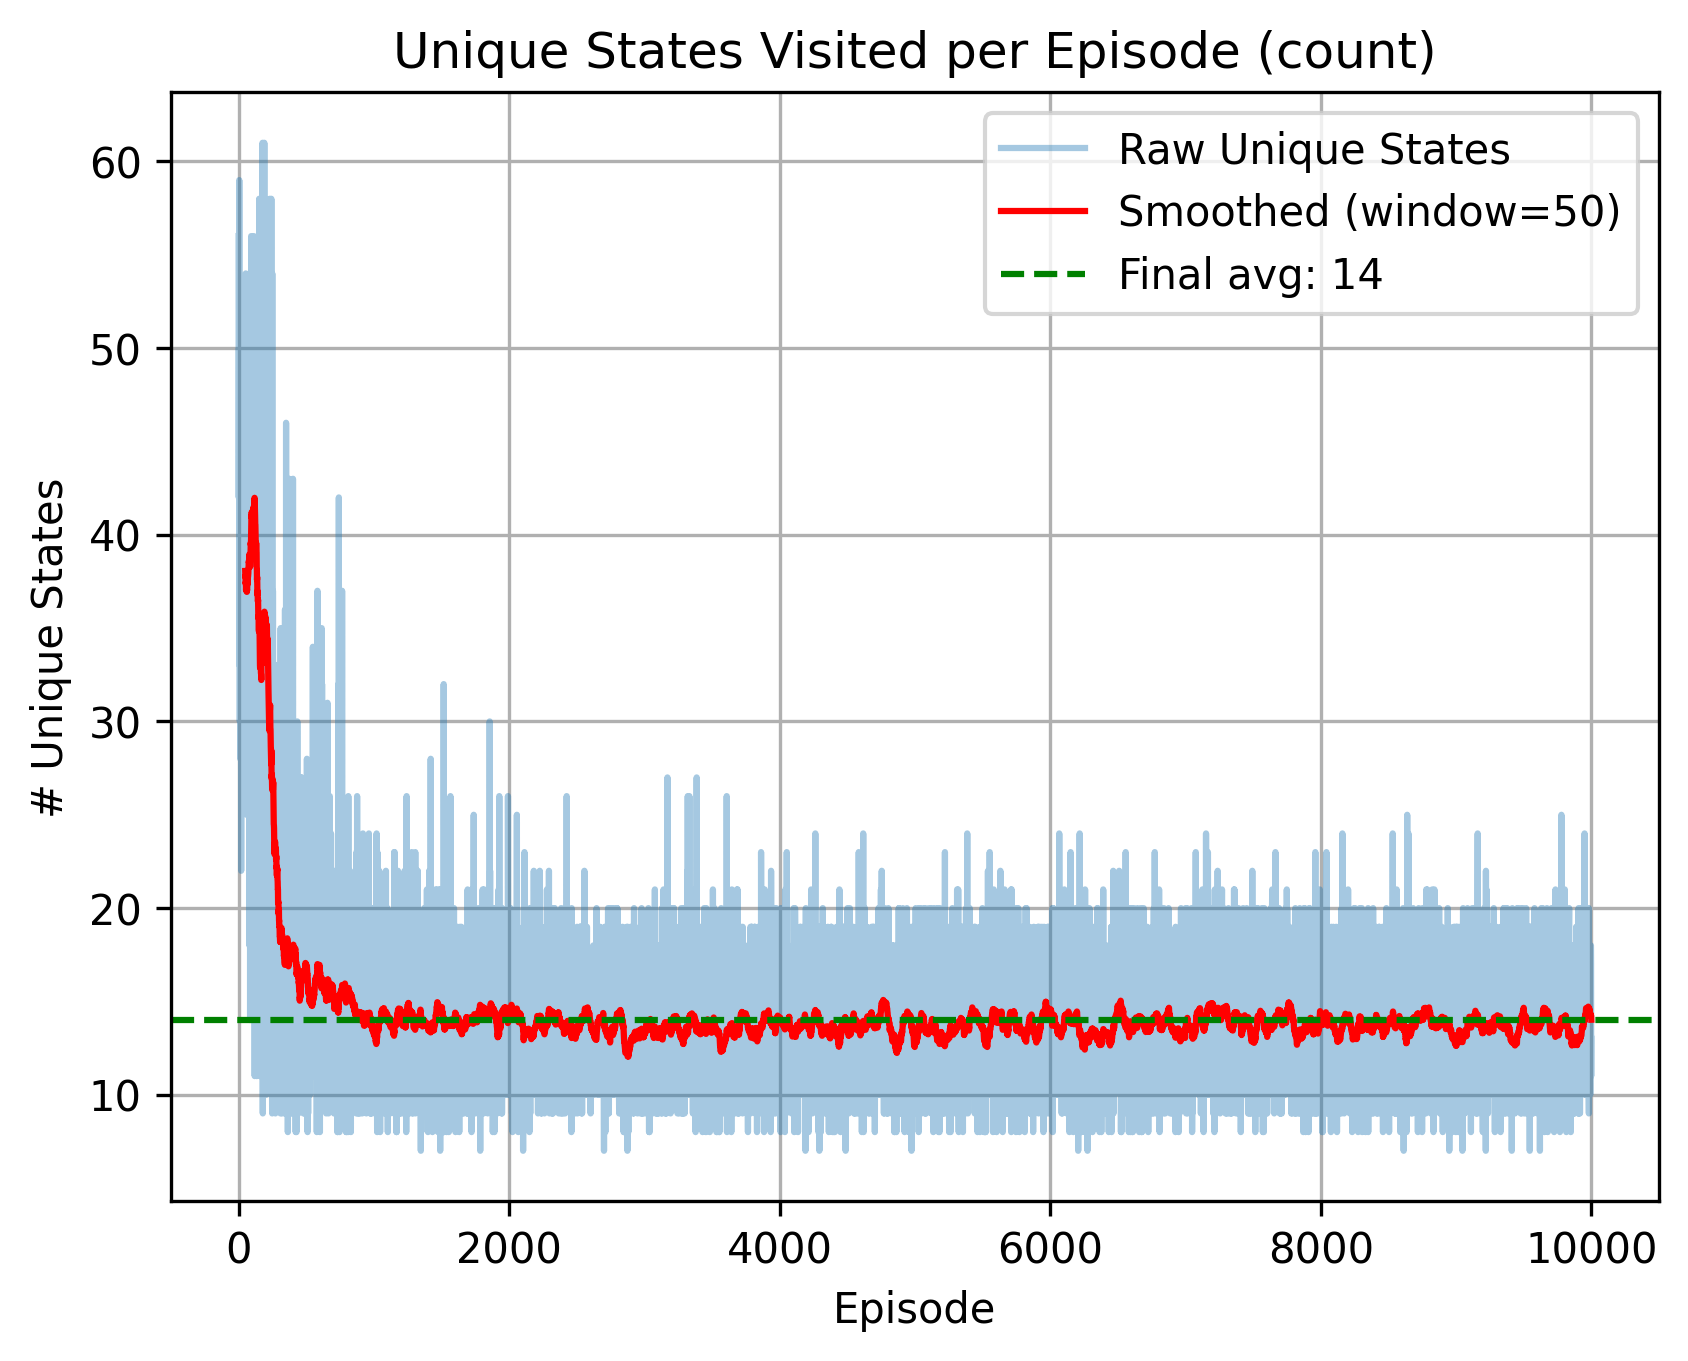 Unique States Visited per Episode (count)
Raw Unique States
Smoothed (window=50)
Final avg: 14
# Unique States
60
50
40
30
20
10
0
2000
4000
6000
8000
10000
Episode